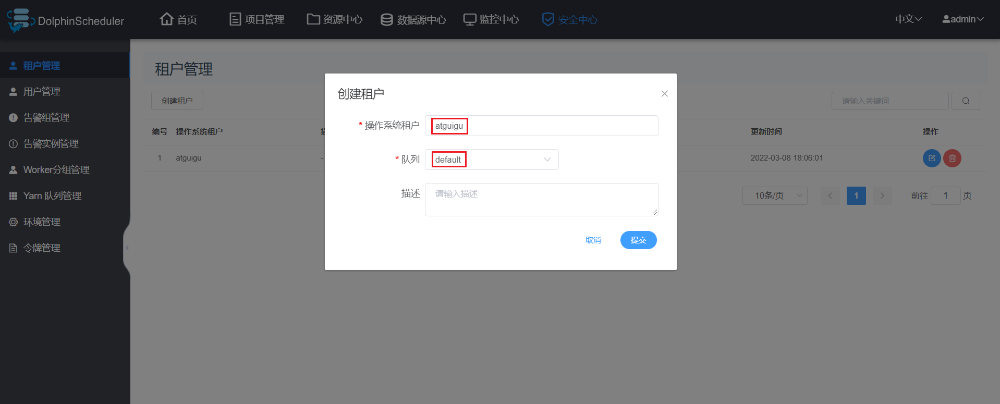 DolphinScheduler
首页
项目管理
资源中心
数据源中心
监控中心
安全中心
中文
admin
租户管理
用户管理
告警组管理
告警实例管理
Worker分组管理
Yarn 队列管理
环境管理
令牌管理
租户管理
创建租户
请输入关键词
编号 操作系统租户 更新时间 操作
1 atguigu - 2022-03-08 18:06:01
10条/页 1 前往 1 页
创建租户
* 操作系统租户 atguigu
* 队列 default
描述 请输入描述
取消 提交